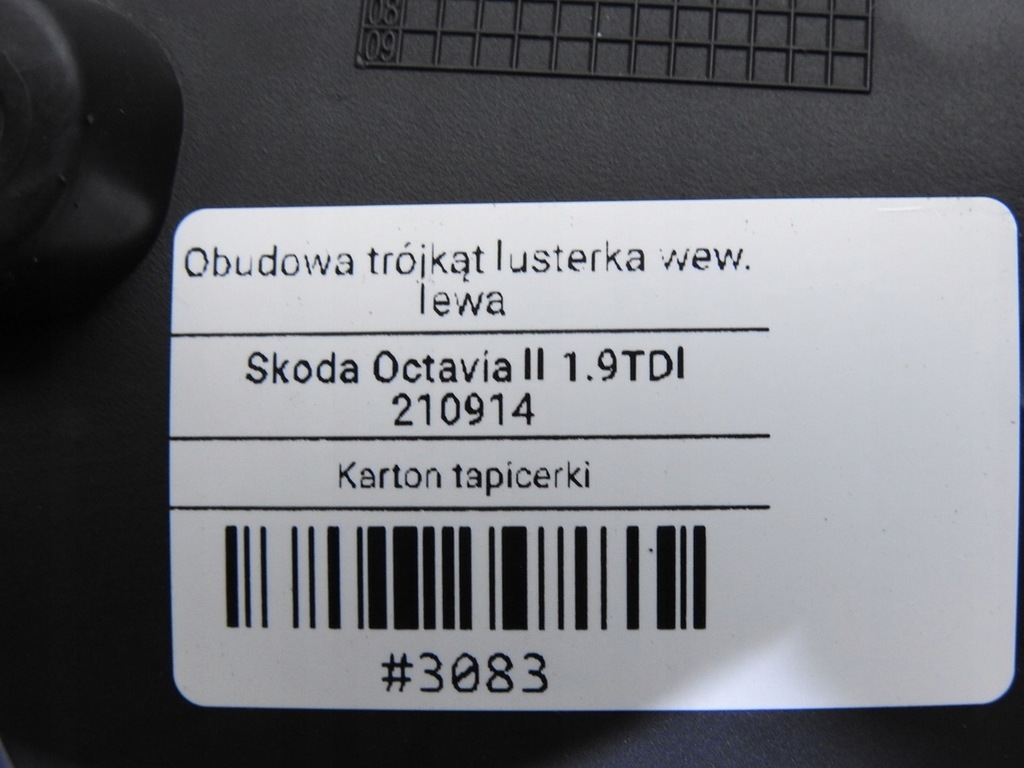 08
09
Obudowa trójkąt lusterka wew.
lewa
Skoda Octavia II 1.9TDI
210914
Karton tapicerki
#3083